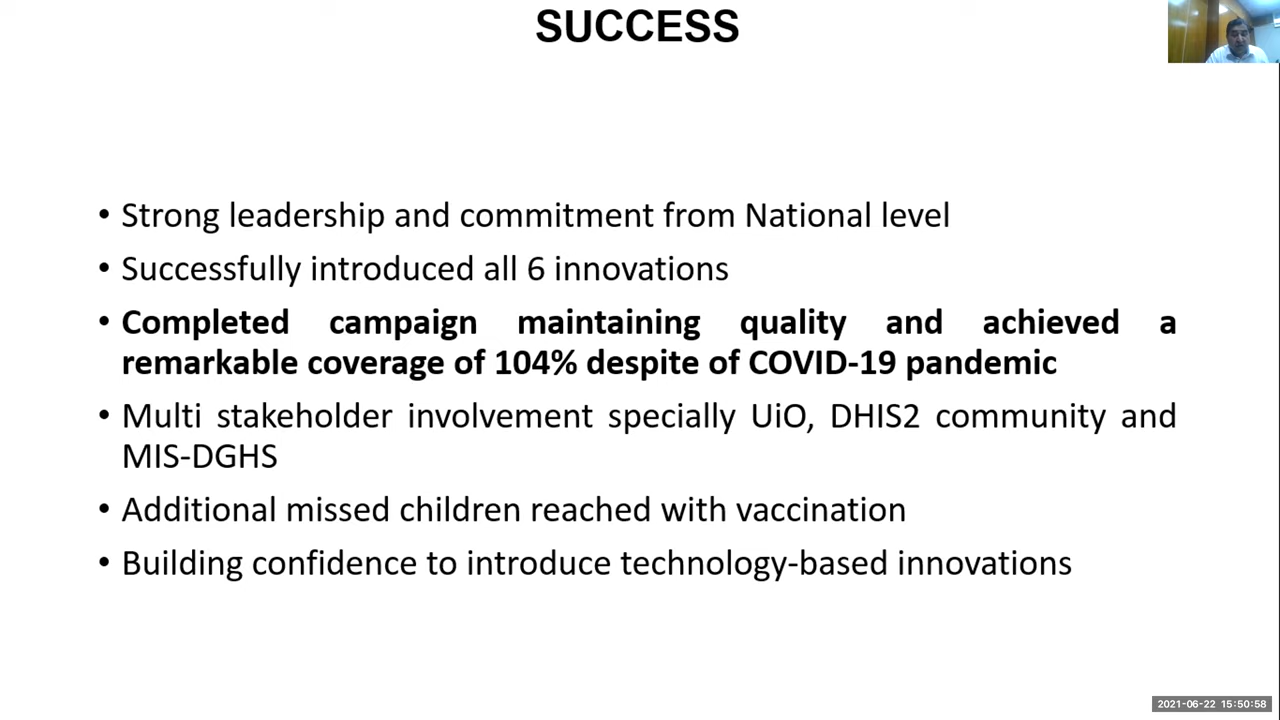 SUCCESS
• Strong leadership and commitment from National level
• Successfully introduced all 6 innovations
• Completed campaign maintaining quality and achieved a
remarkable coverage of 104% despite of COVID-19 pandemic
• Multi stakeholder involvement specially UiO, DHIS2 community and
MIS-DGHS
• Additional missed children reached with vaccination
• Building confidence to introduce technology-based innovations
2021-06-22 15:50:58